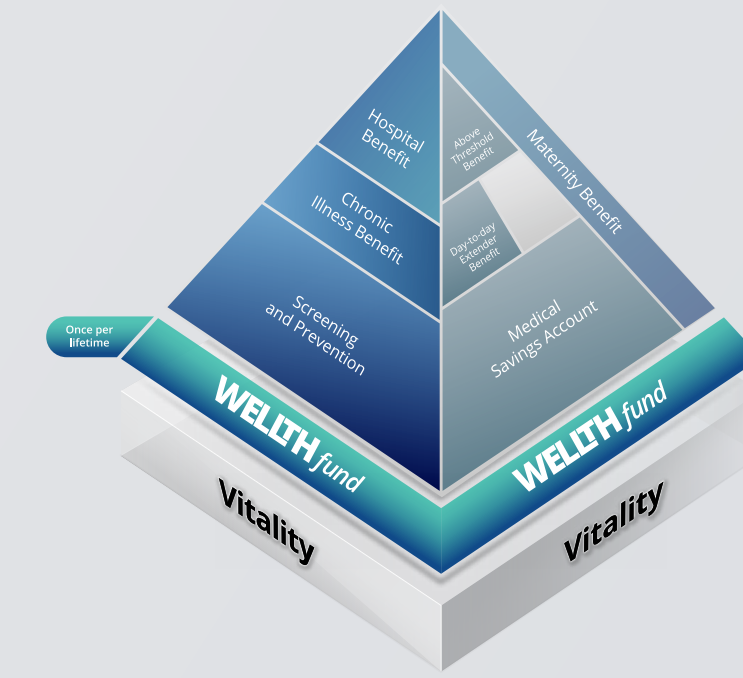 Hospital
Benefit
Chronic
Illness Benefit
Screening
and Prevention
Above
Threshold
Benefit
Maternity Benefit
Day-to-day
Extender
Benefit
Medical
Savings Account
Once per
lifetime
WELLTH fund
WELLTH fund
Vitality
Vitality